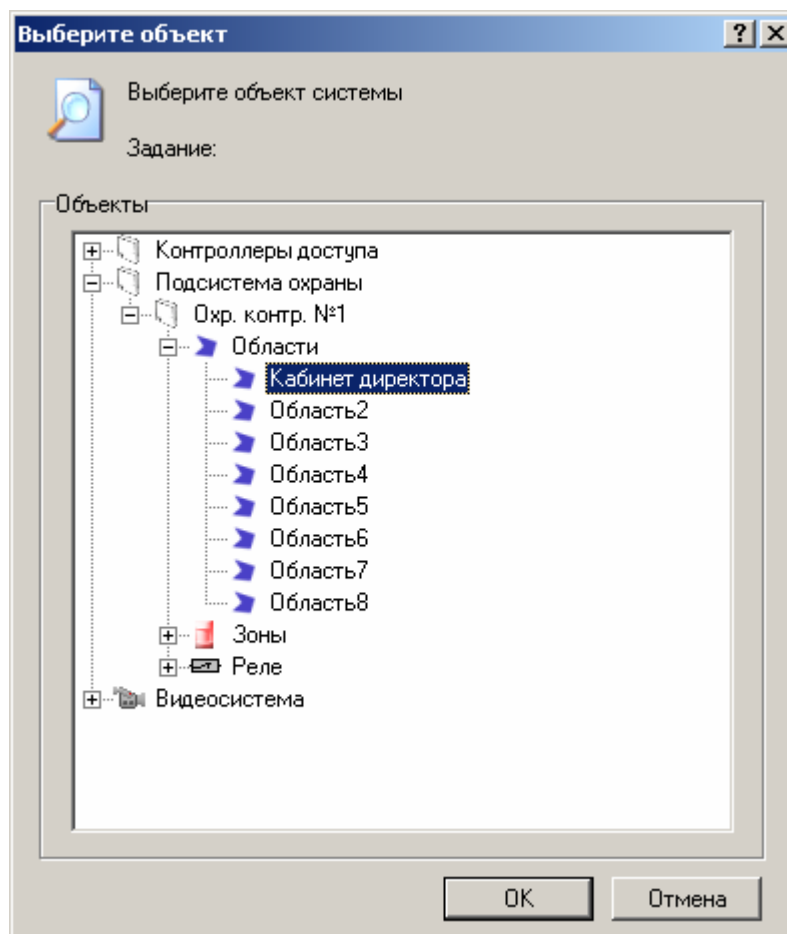 Выберите объект
Выберите объект системы
Задание:
Объекты
Контроллеры доступа
Подсистема охраны
Охр. контр. №1
Области
Кабинет директора
Область2
Область3
Область4
Область5
Область6
Область7
Область8
Зоны
Реле
Видеосистема
OK
Отмена